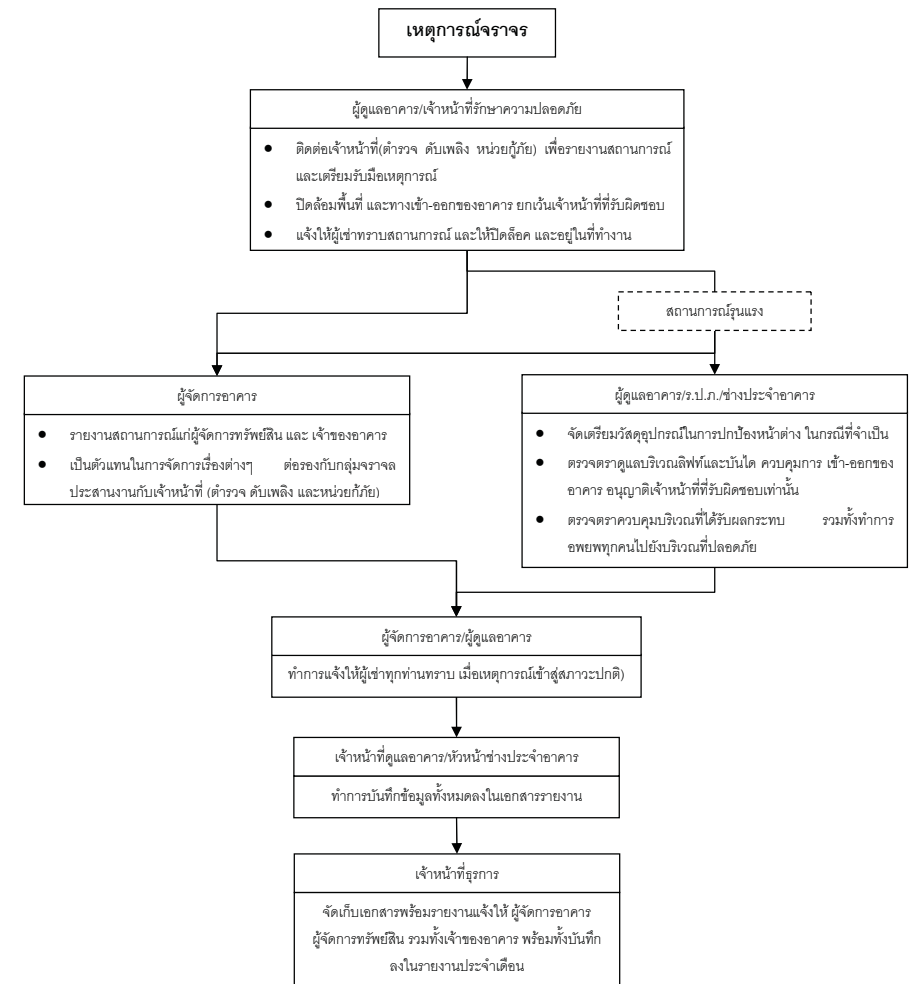 เหตุการณ์จราจร
ผู้ดูแลอาคาร/เจ้าหน้าที่รักษาความปลอดภัย
● ติดต่อเจ้าหน้าที่(ตำรวจ ดับเพลิง หน่วยกู้ภัย) เพื่อรายงานสถานการณ์
และเตรียมรับมือเหตุการณ์
● ปิดล้อมพื้นที่ และทางเข้า-ออกของอาคาร ยกเว้นเจ้าหน้าที่ที่รับผิดชอบ
● แจ้งให้ผู้เช่าทราบสถานการณ์ และให้ปิดล็อค และอยู่ในที่ทำงาน
สถานการณ์รุนแรง
ผู้จัดการอาคาร
● รายงานสถานการณ์แก่ผู้จัดการทรัพย์สิน และ เจ้าของอาคาร
● เป็นตัวแทนในการจัดการเรื่องต่างๆ ต่อรองกับกลุ่มจราจล
ประสานงานกับเจ้าหน้าที่ (ตำรวจ ดับเพลิง และหน่วยกู้ภัย)
ผู้ดูแลอาคาร/ร.ป.ภ./ช่างประจำอาคาร
● จัดเตรียมวัสดุอุปกรณ์ในการปกป้องหน้าต่าง ในกรณีที่จำเป็น
● ตรวจตราดูแลบริเวณลิฟท์และบันได ควบคุมการ เข้า-ออกของ
อาคาร อนุญาติเจ้าหน้าที่ที่รับผิดชอบเท่านั้น
● ตรวจตราควบคุมบริเวณที่ได้รับผลกระทบ รวมทั้งทำการ
อพยพทุกคนไปยังบริเวณที่ปลอดภัย
ผู้จัดการอาคาร/ผู้ดูแลอาคาร
ทำการแจ้งให้ผู้เช่าทุกท่านทราบ เมื่อเหตุการณ์เข้าสู่สภาวะปกติ)
เจ้าหน้าที่ดูแลอาคาร/หัวหน้าช่างประจำอาคาร
ทำการบันทึกข้อมูลทั้งหมดลงในเอกสารรายงาน
เจ้าหน้าที่ธุรการ
จัดเก็บเอกสารพร้อมรายงานแจ้งให้ ผู้จัดการอาคาร
ผู้จัดการทรัพย์สิน รวมทั้งเจ้าของอาคาร พร้อมทั้งบันทึก
ลงในรายงานประจำเดือน